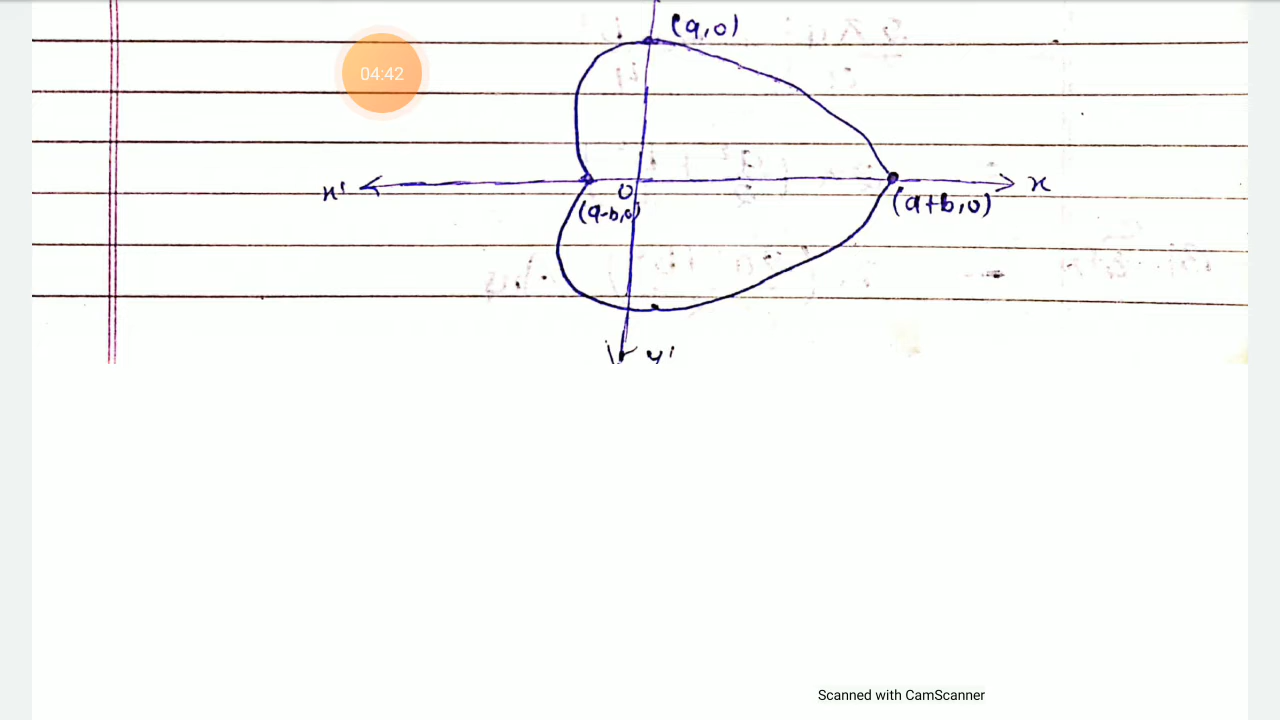 (a,0)
04:42
x' O x
(a-b,0) (a+b,0)
y'
Scanned with CamScanner